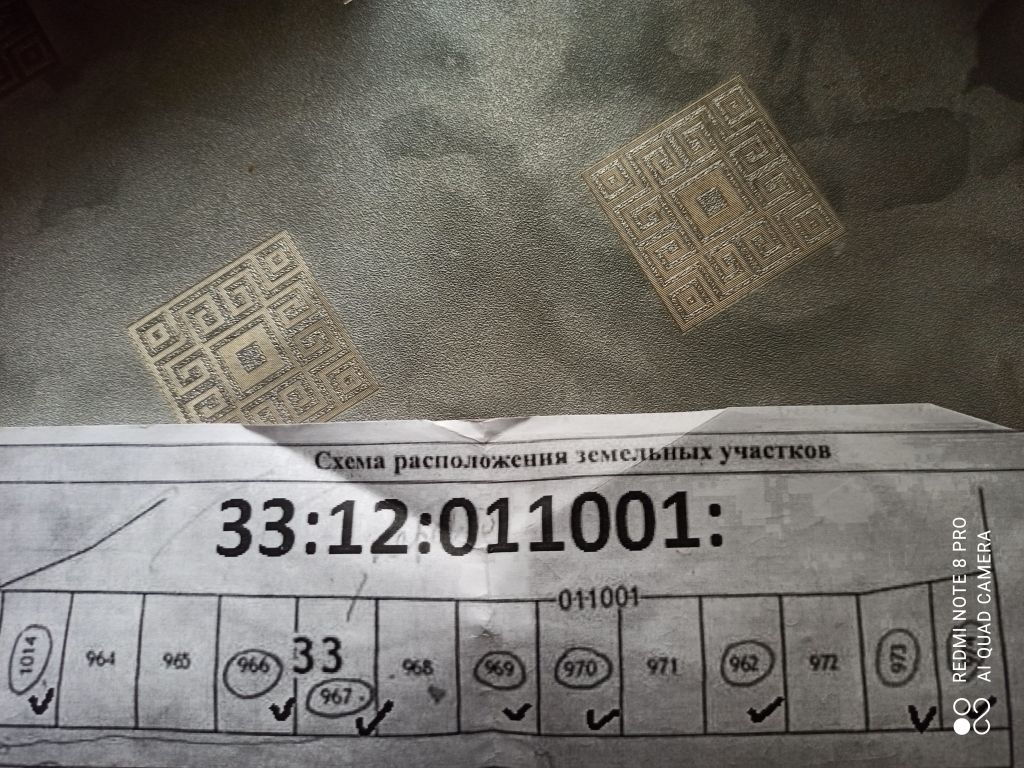 Схема расположения земельных участков
33:12:011001:
011001
1014 964 965 966 33 967 968 969 970 971 962 972 973
REDMI NOTE 8 PRO
AI QUAD CAMERA